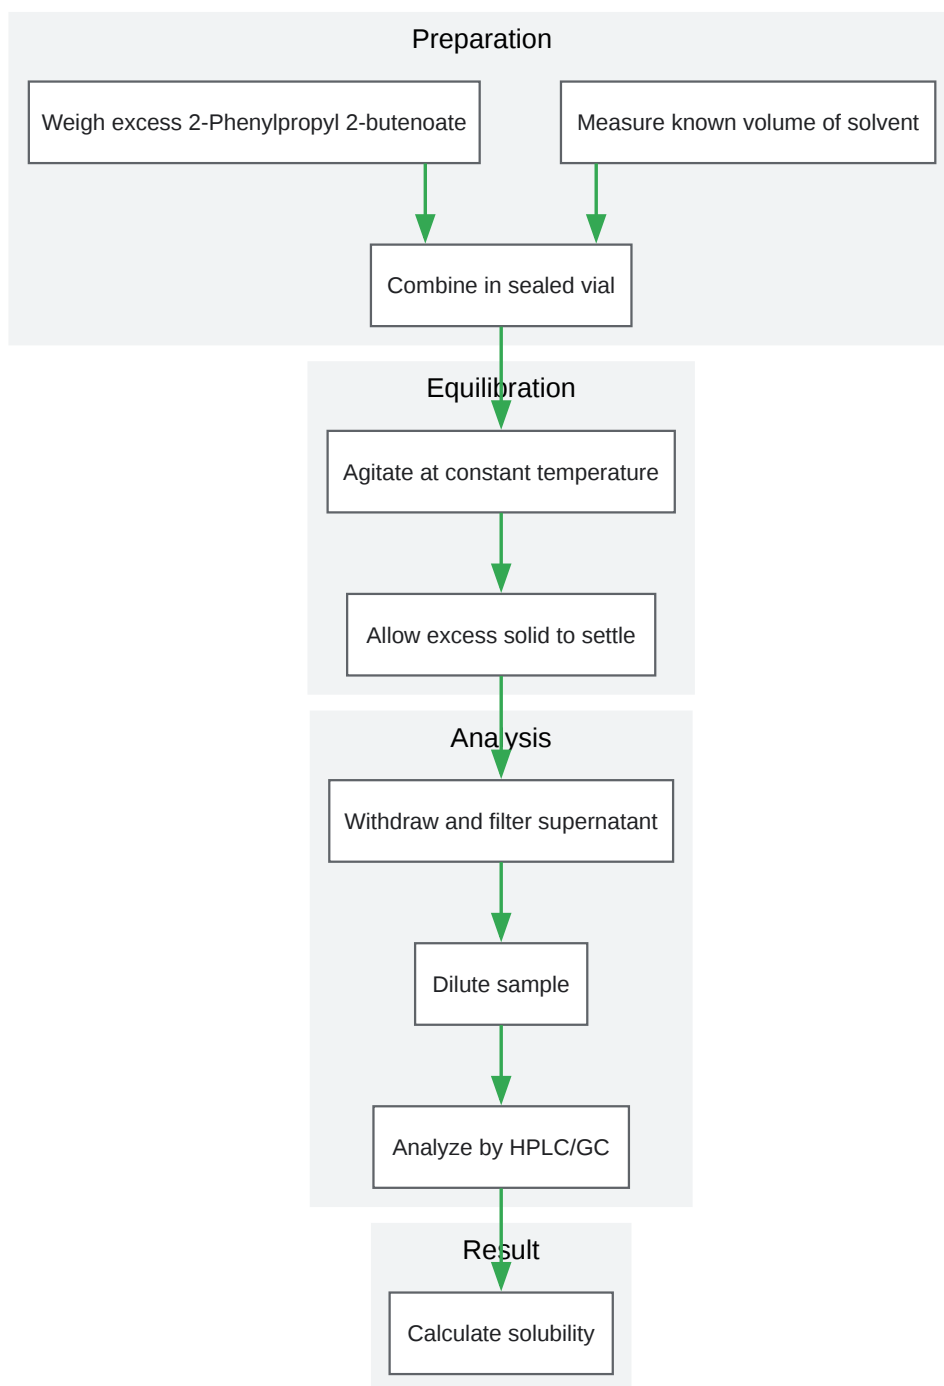 Preparation
Weigh excess 2-Phenylpropyl 2-butenoate
Measure known volume of solvent
Combine in sealed vial
Equilibration
Agitate at constant temperature
Allow excess solid to settle
Analysis
Withdraw and filter supernatant
Dilute sample
Analyze by HPLC/GC
Result
Calculate solubility